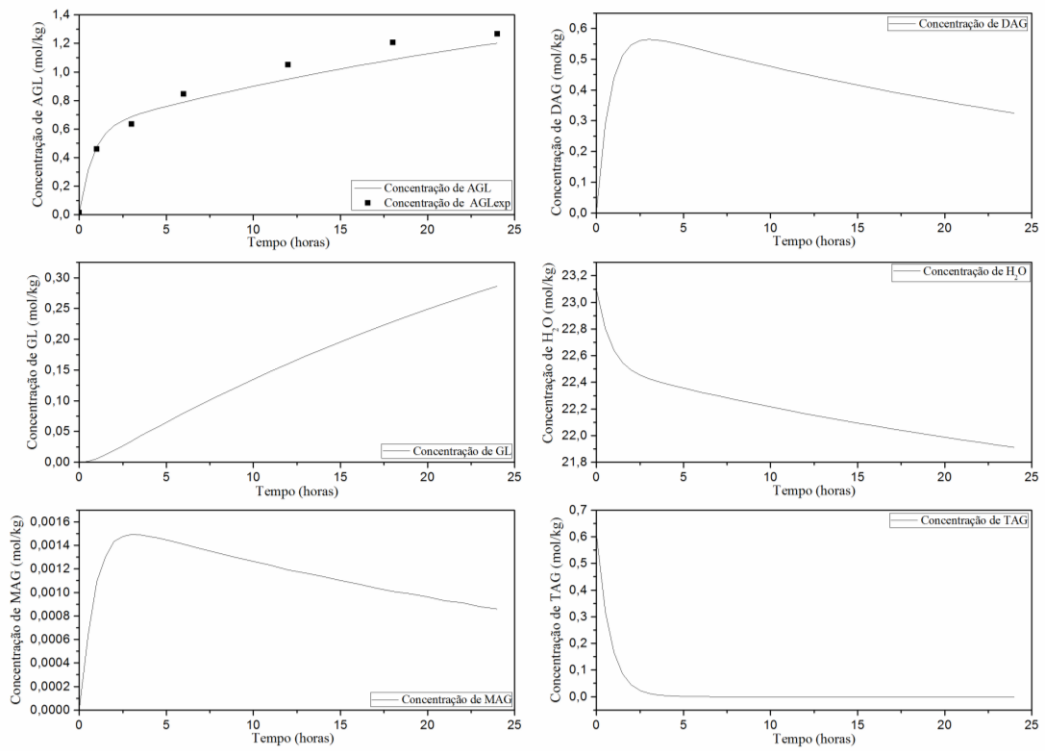 Concentração de AGL (mol/kg)
1,4
1,2
1,0
0,8
0,6
0,4
0,2
0,0
Concentração de AGL
Concentração de AGLexp
0 5 10 15 20 25
Tempo (horas)
Concentração de DAG (mol/kg)
0,6
0,5
0,4
0,3
0,2
0,1
0,0
Concentração de DAG
0 5 10 15 20 25
Tempo (horas)
Concentração de GL (mol/kg)
0,30
0,25
0,20
0,15
0,10
0,05
0,00
Concentração de GL
0 5 10 15 20 25
Tempo (horas)
Concentração de H2O (mol/kg)
23,2
23,0
22,8
22,6
22,4
22,2
22,0
21,8
Concentração de H2O
0 5 10 15 20 25
Tempo (horas)
Concentração de MAG (mol/kg)
0,0016
0,0014
0,0012
0,0010
0,0008
0,0006
0,0004
0,0002
0,0000
Concentração de MAG
0 5 10 15 20 25
Tempo (horas)
Concentração de TAG (mol/kg)
0,7
0,6
0,5
0,4
0,3
0,2
0,1
0,0
Concentração de TAG
0 5 10 15 20 25
Tempo (horas)